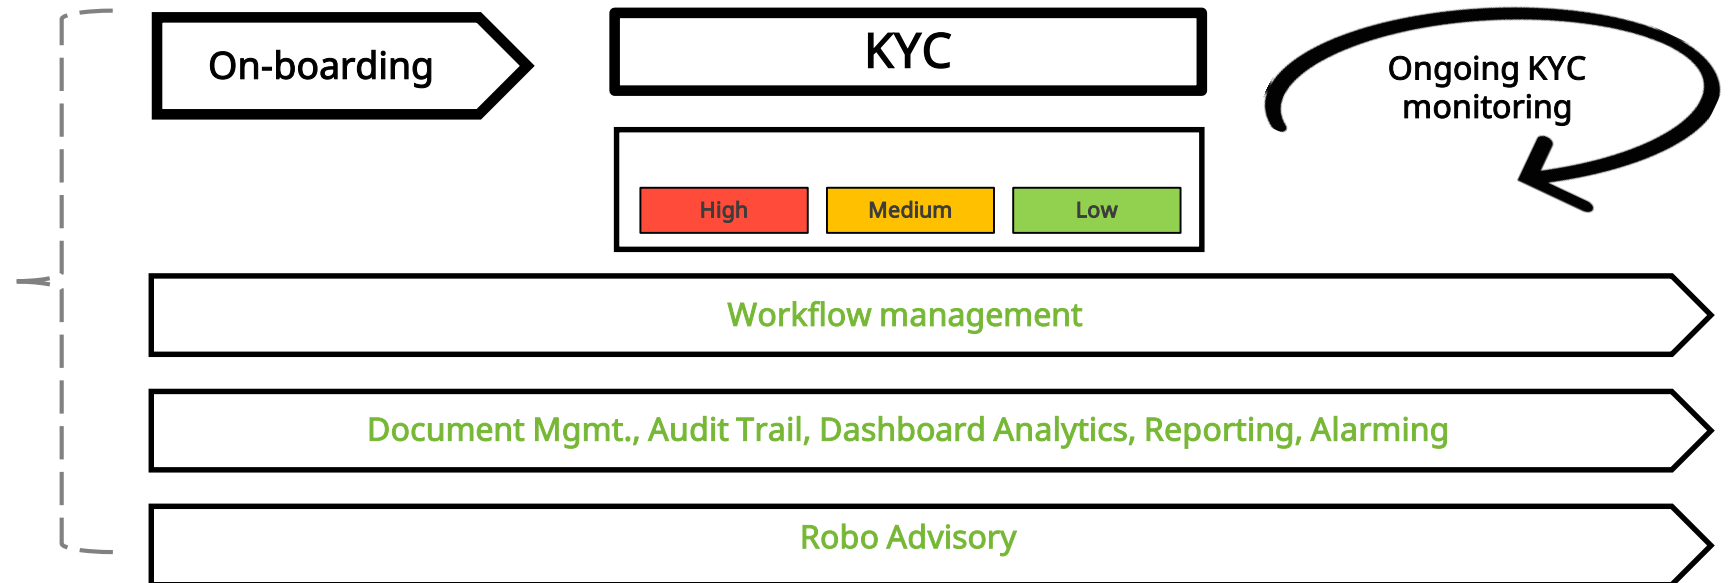 On-boarding
KYC
Ongoing KYC
monitoring
High
Medium
Low
Workflow management
Document Mgmt., Audit Trail, Dashboard Analytics, Reporting, Alarming
Robo Advisory